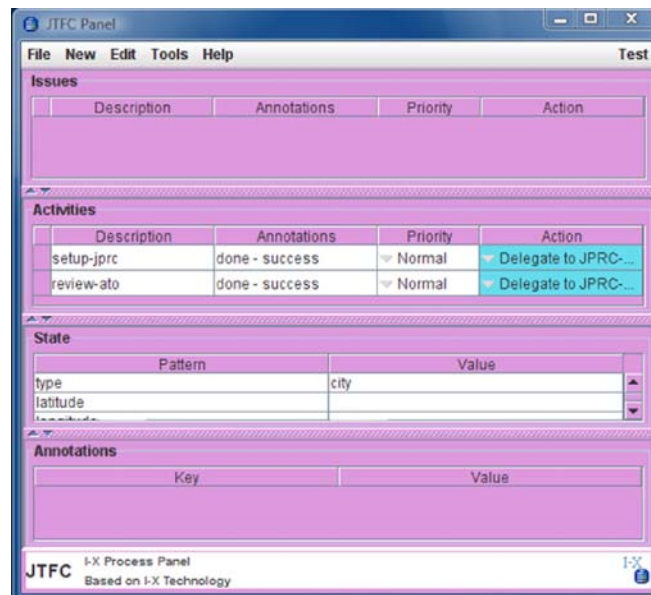 JTFC Panel
File New Edit Tools Help Test
Issues
Description Annotations Priority Action
Activities
Description Annotations Priority Action
setup-jprc done - success Normal Delegate to JPRC-...
review-ato done - success Normal Delegate to JPRC-...
State
Pattern Value
type city
latitude
Annotations
Key Value
JTFC I-X Process Panel
Based on I-X Technology
I-X